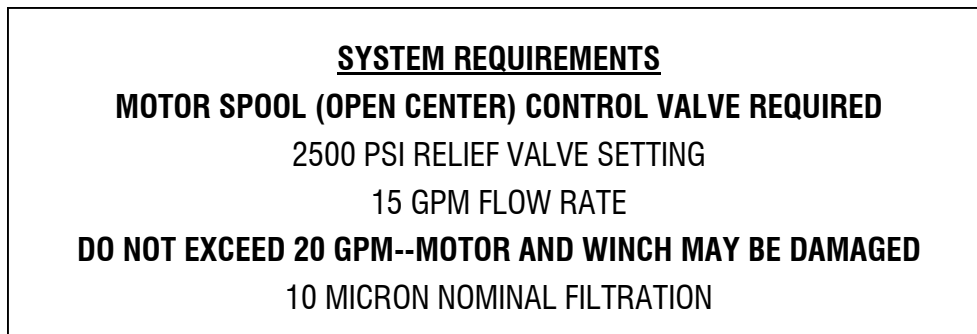 SYSTEM REQUIREMENTS
MOTOR SPOOL (OPEN CENTER) CONTROL VALVE REQUIRED
2500 PSI RELIEF VALVE SETTING
15 GPM FLOW RATE
DO NOT EXCEED 20 GPM--MOTOR AND WINCH MAY BE DAMAGED
10 MICRON NOMINAL FILTRATION